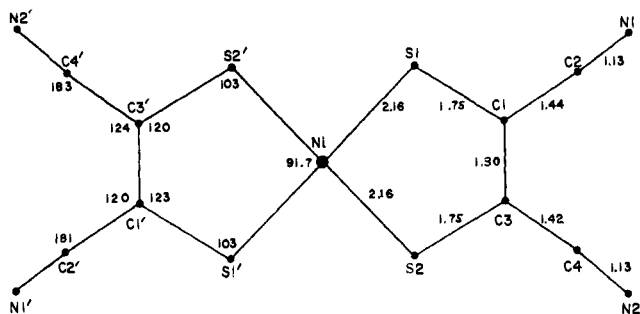 N2′ N1
C4′ S2′ S1 C2 1.13
183 103 1.44
C3′ 2.16 1.75 C1
124 120
Ni
91.7 1.30
2.16
120 123 1.75 C3 1.42
C1′
181 103 C4
C2′ S1′ S2 1.13
N1′ N2